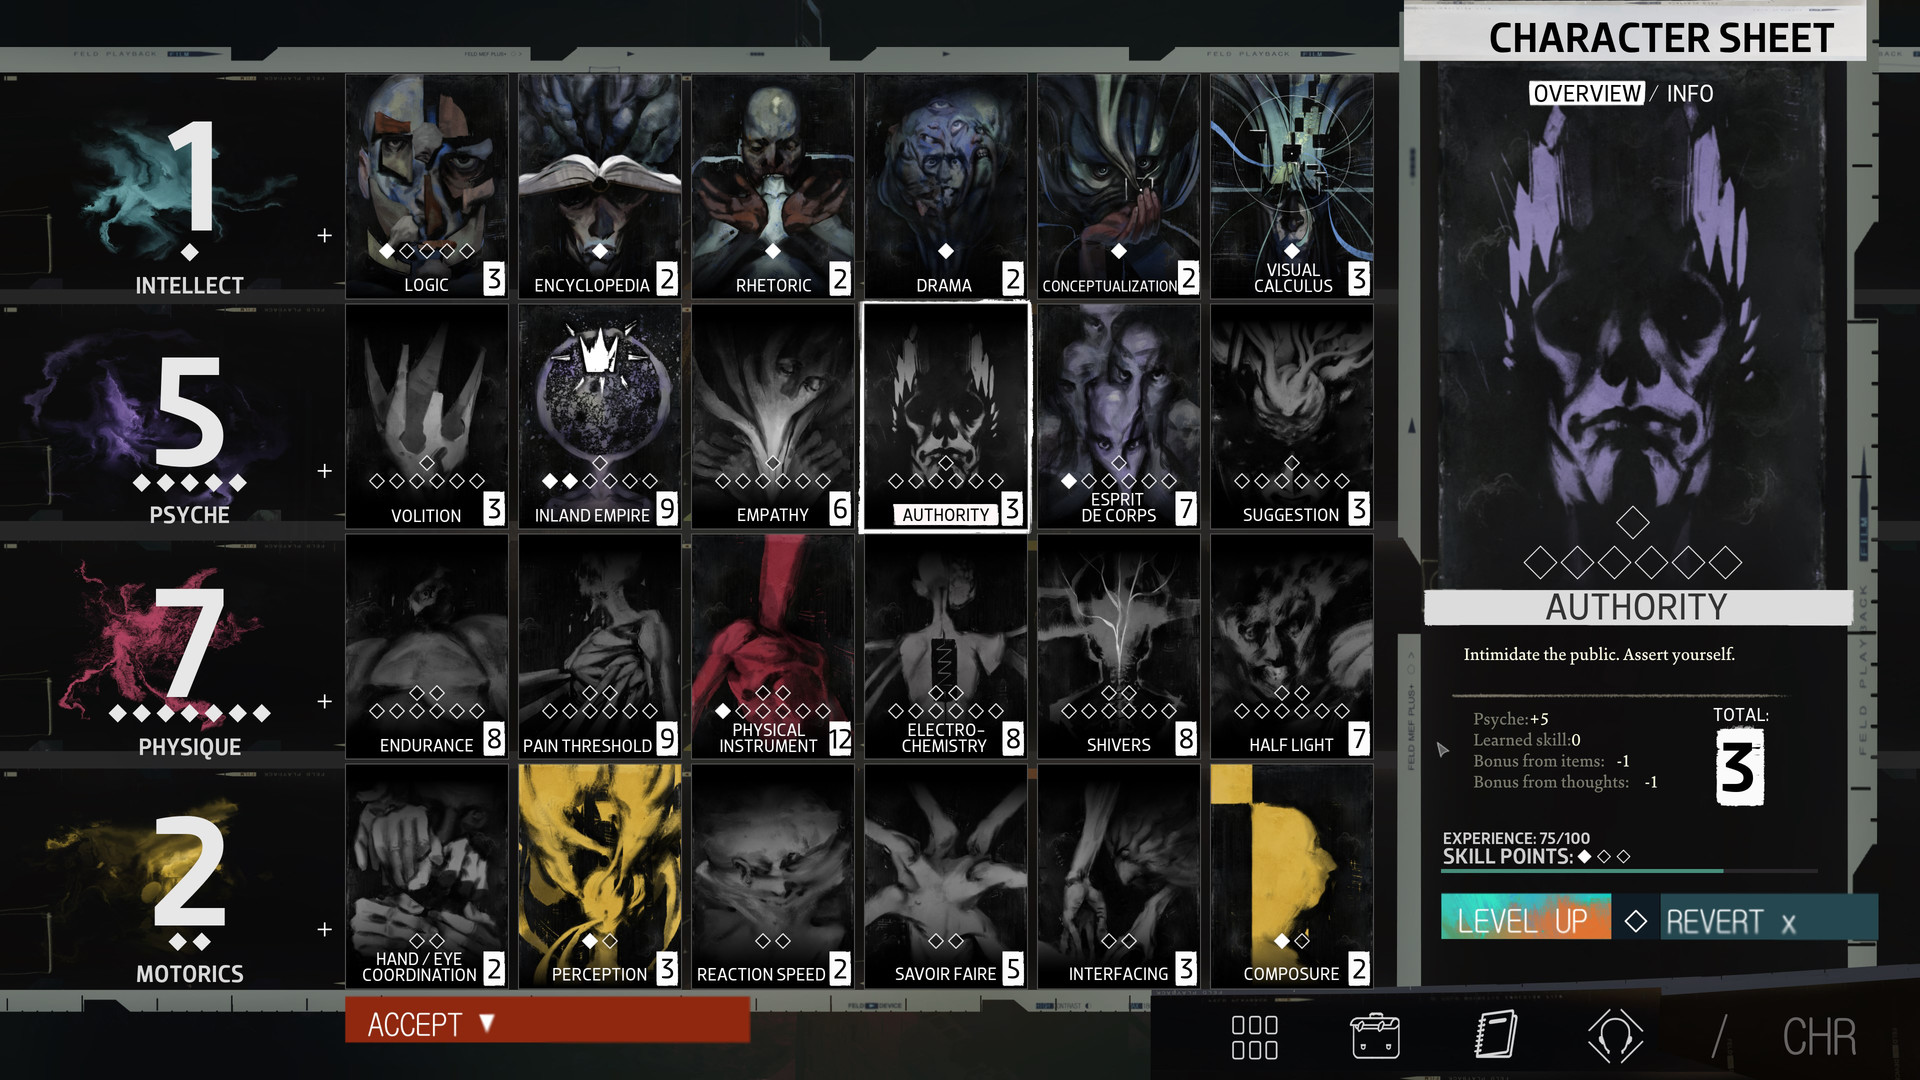 CHARACTER SHEET
OVERVIEW / INFO
FELD PLAYBACK FILM
1
INTELLECT
+
LOGIC 3
ENCYCLOPEDIA 2
RHETORIC 2
DRAMA 2
CONCEPTUALIZATION 2
VISUAL
CALCULUS 3
5
PSYCHE
+
VOLITION 3
INLAND EMPIRE 9
EMPATHY 6
AUTHORITY 3
ESPRIT
DE CORPS 7
SUGGESTION 3
7
PHYSIQUE
+
ENDURANCE 8
PAIN THRESHOLD 9
PHYSICAL
INSTRUMENT 12
ELECTRO-
CHEMISTRY 8
SHIVERS 8
HALF LIGHT 7
2
MOTORICS
+
HAND / EYE
COORDINATION 2
PERCEPTION 3
REACTION SPEED 2
SAVOIR FAIRE 5
INTERFACING 3
COMPOSURE 2
AUTHORITY
Intimidate the public. Assert yourself.
Psyche: +5
Learned skill: 0
Bonus from items: -1
Bonus from thoughts: -1
TOTAL:
3
EXPERIENCE: 75/100
SKILL POINTS:
LEVEL UP
REVERT x
ACCEPT
/ CHR